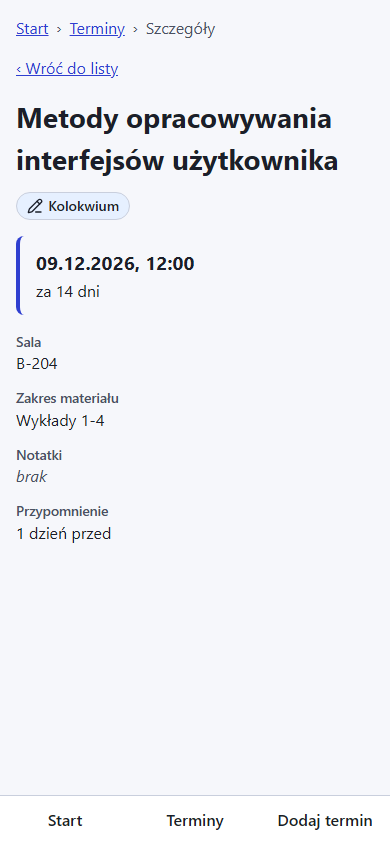 Start › Terminy › Szczegóły
‹ Wróć do listy
Metody opracowywania
interfejsów użytkownika
Kolokwium
09.12.2026, 12:00
za 14 dni
Sala
B-204
Zakres materiału
Wykłady 1-4
Notatki
brak
Przypomnienie
1 dzień przed
Start Terminy Dodaj termin